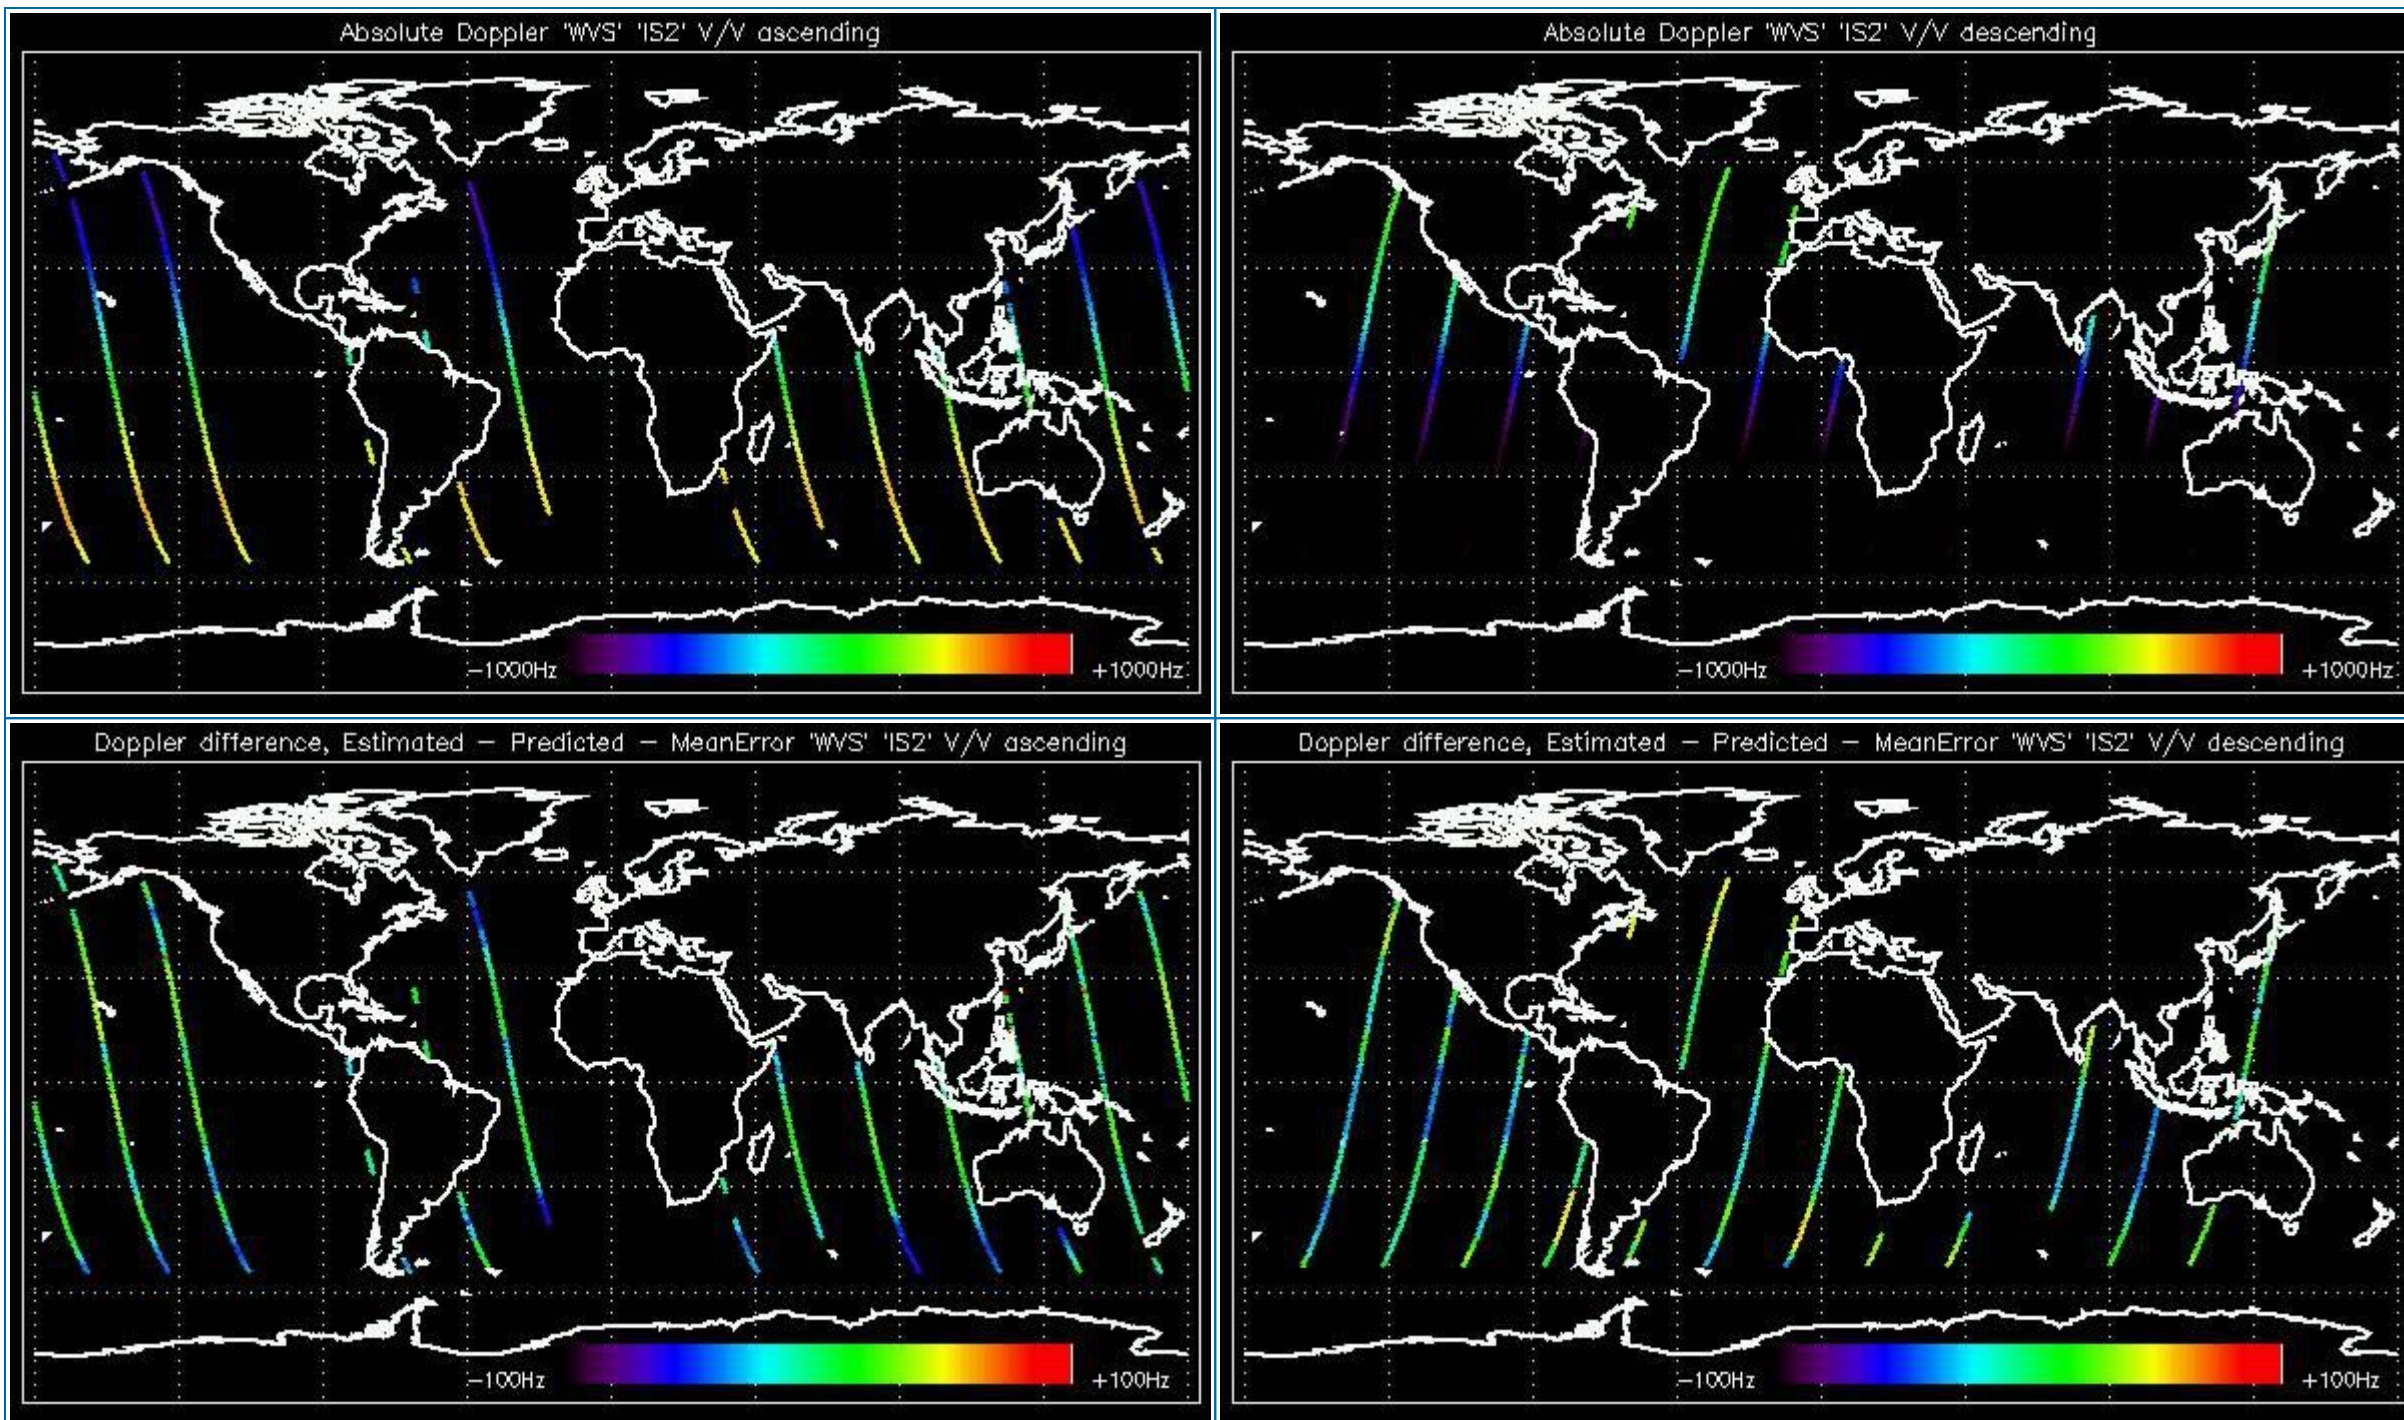 Absolute Doppler 'WVS' 'IS2' V/V ascending
−1000Hz
+1000Hz
Absolute Doppler 'WVS' 'IS2' V/V descending
−1000Hz
+1000Hz
Doppler difference, Estimated − Predicted − MeanError 'WVS' 'IS2' V/V ascending
−100Hz
+100Hz
Doppler difference, Estimated − Predicted − MeanError 'WVS' 'IS2' V/V descending
−100Hz
+100Hz